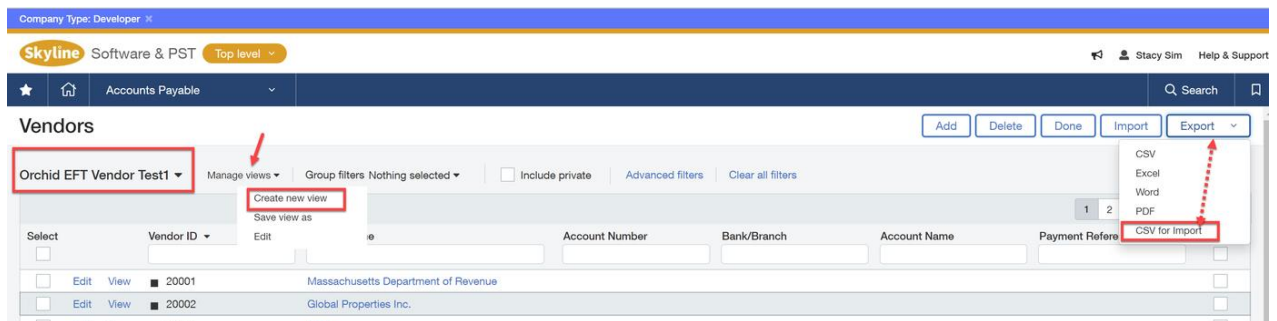 Company Type: Developer ×
Skyline Software & PST Top level
Stacy Sim Help & Support
Accounts Payable Search
Vendors Add Delete Done Import Export
CSV
Excel
Word
PDF
CSV for Import
Orchid EFT Vendor Test1 Manage views Group filters Nothing selected Include private Advanced filters Clear all filters
Create new view
Save view as
Edit
1 2
Select Vendor ID e Account Number Bank/Branch Account Name Payment Refere
Edit View 20001 Massachusetts Department of Revenue
Edit View 20002 Global Properties Inc.